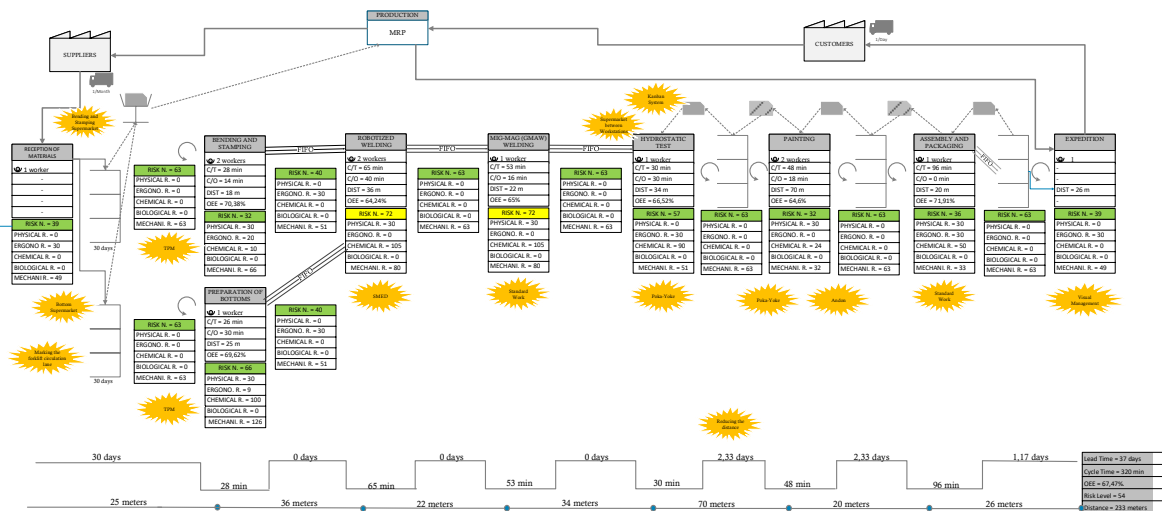 PRODUCTION
MRP
SUPPLIERS
1/Month
CUSTOMERS
1/Day
Bending and
Stamping
Supermarket
Kanban
System
Supermarket
between
Workstations
RECEPTION OF
MATERIALS
1 worker
-
-
-
-
RISK N. = 39
PHYSICAL R. = 0
ERGONO R. = 30
CHEMICAL R. = 0
BIOLOGICAL R. = 0
MECHANI R. = 49
30 days
Bottom
Supermarket
Marking the
forklift circulation
lane
30 days
RISK N. = 63
PHYSICAL R. = 0
ERGONO. R. = 0
CHEMICAL R. = 0
BIOLOGICAL R. = 0
MECHANI. R. = 63
TPM
RISK N. = 63
PHYSICAL R. = 0
ERGONO. R. = 0
CHEMICAL R. = 0
BIOLOGICAL R. = 0
MECHANI. R. = 63
TPM
BENDING AND
STAMPING
2 workers
C/T = 28 min
C/O = 14 min
DIST = 18 m
OEE = 70,38%
RISK N. = 32
PHYSICAL R. = 30
ERGONO. R. = 20
CHEMICAL R. = 10
BIOLOGICAL R. = 0
MECHANI. R. = 66
PREPARATION OF
BOTTOMS
1 worker
C/T = 26 min
C/O = 30 min
DIST = 25 m
OEE = 69,62%
RISK N. = 66
PHYSICAL R. = 30
ERGONO. R. = 9
CHEMICAL R. = 100
BIOLOGICAL R. = 0
MECHANI. R. = 126
FIFO
RISK N. = 40
PHYSICAL R. = 0
ERGONO. R. = 30
CHEMICAL R. = 0
BIOLOGICAL R. = 0
MECHANI. R. = 51
FIFO
RISK N. = 40
PHYSICAL R. = 0
ERGONO. R. = 30
CHEMICAL R. = 0
BIOLOGICAL R. = 0
MECHANI. R. = 51
ROBOTIZED
WELDING
2 workers
C/T = 65 min
C/O = 40 min
DIST = 36 m
OEE = 64,24%
RISK N. = 72
PHYSICAL R. = 30
ERGONO. R. = 0
CHEMICAL R. = 105
BIOLOGICAL R. = 0
MECHANI. R. = 80
SMED
FIFO
RISK N. = 63
PHYSICAL R. = 0
ERGONO. R. = 0
CHEMICAL R. = 0
BIOLOGICAL R. = 0
MECHANI. R. = 63
MIG-MAG (GMAW)
WELDING
1 worker
C/T = 53 min
C/O = 16 min
DIST = 22 m
OEE = 65%
RISK N. = 72
PHYSICAL R. = 30
ERGONO. R. = 0
CHEMICAL R. = 105
BIOLOGICAL R. = 0
MECHANI. R. = 80
Standard
Work
FIFO
RISK N. = 63
PHYSICAL R. = 0
ERGONO. R. = 0
CHEMICAL R. = 0
BIOLOGICAL R. = 0
MECHANI. R. = 63
HYDROSTATIC
TEST
1 worker
C/T = 30 min
C/O = 30 min
DIST = 34 m
OEE = 66,52%
RISK N. = 57
PHYSICAL R. = 30
ERGONO. R. = 30
CHEMICAL R. = 90
BIOLOGICAL R. = 0
MECHANI. R. = 51
Poka-Yoke
RISK N. = 63
PHYSICAL R. = 0
ERGONO. R. = 0
CHEMICAL R. = 0
BIOLOGICAL R. = 0
MECHANI. R. = 63
PAINTING
2 workers
C/T = 48 min
C/O = 18 min
DIST = 70 m
OEE = 64,6%
RISK N. = 32
PHYSICAL R. = 30
ERGONO. R. = 30
CHEMICAL R. = 24
BIOLOGICAL R. = 0
MECHANI. R. = 32
Poka-Yoke
RISK N. = 63
PHYSICAL R. = 0
ERGONO. R. = 0
CHEMICAL R. = 0
BIOLOGICAL R. = 0
MECHANI. R. = 63
Andon
ASSEMBLY AND
PACKAGING
1 worker
C/T = 96 min
C/O = 0 min
DIST = 20 m
OEE = 71,91%
RISK N. = 36
PHYSICAL R. = 30
ERGONO. R. = 30
CHEMICAL R. = 50
BIOLOGICAL R. = 0
MECHANI. R. = 33
Standard
Work
FIFO
RISK N. = 63
PHYSICAL R. = 0
ERGONO. R. = 0
CHEMICAL R. = 0
BIOLOGICAL R. = 0
MECHANI. R. = 63
EXPEDITION
1
-
-
DIST = 26 m
-
RISK N. = 39
PHYSICAL R. = 0
ERGONO. R. = 30
CHEMICAL R. = 0
BIOLOGICAL R. = 0
MECHANI. R. = 49
Visual
Management
Reducing the
distance
30 days
28 min
0 days
65 min
0 days
53 min
0 days
30 min
2,33 days
48 min
2,33 days
96 min
1,17 days
25 meters
36 meters
22 meters
34 meters
70 meters
20 meters
26 meters
Lead Time = 37 days
Cycle Time = 320 min
OEE = 67,47%
Risk Level = 54
Distance = 233 meters